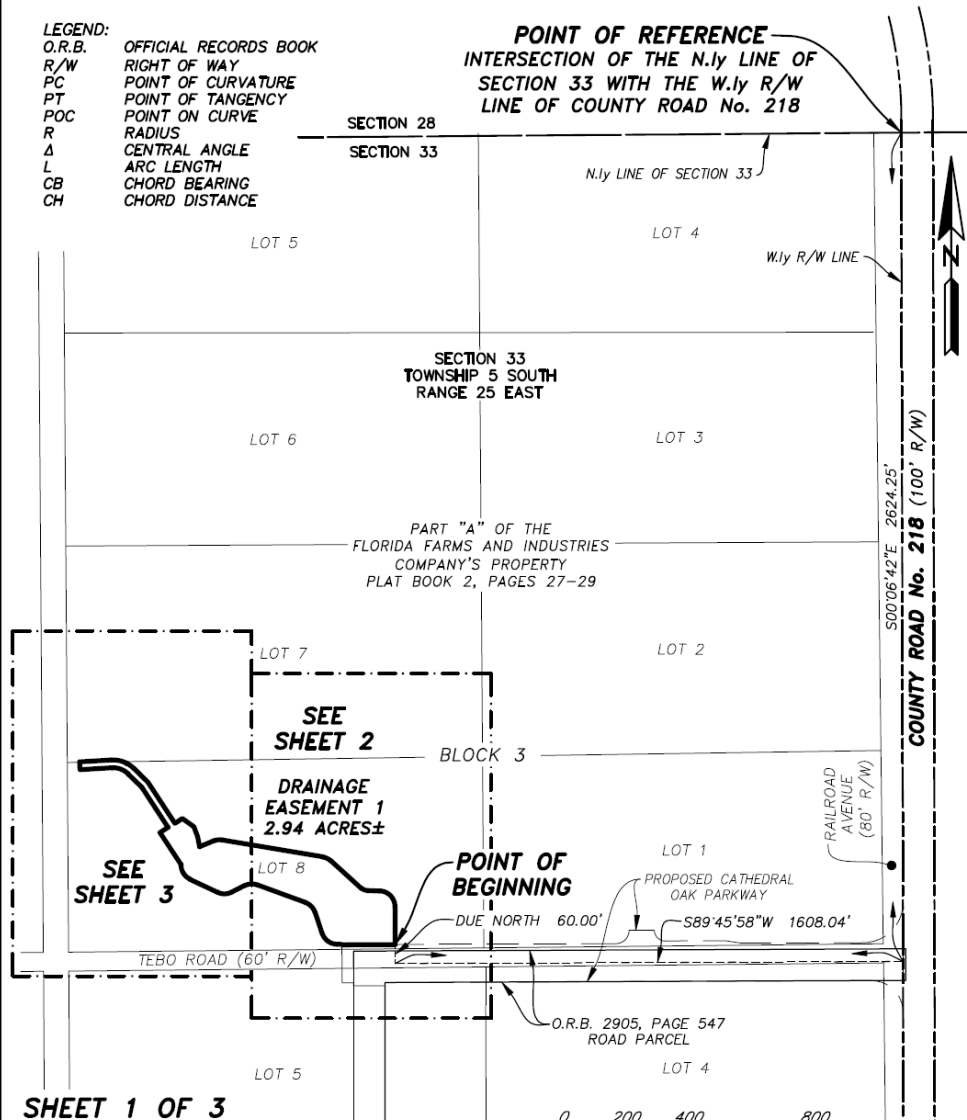 LEGEND:
O.R.B. OFFICIAL RECORDS BOOK
R/W RIGHT OF WAY
PC POINT OF CURVATURE
PT POINT OF TANGENCY
POC POINT ON CURVE
R RADIUS
Δ CENTRAL ANGLE
L ARC LENGTH
CB CHORD BEARING
CH CHORD DISTANCE
POINT OF REFERENCE
INTERSECTION OF THE N.ly LINE OF
SECTION 33 WITH THE W.ly R/W
LINE OF COUNTY ROAD No. 218
SECTION 28
SECTION 33
N.ly LINE OF SECTION 33
LOT 5
LOT 4
W.ly R/W LINE
N
SECTION 33
TOWNSHIP 5 SOUTH
RANGE 25 EAST
LOT 6
LOT 3
S00°06'42"E 2624.25'
COUNTY ROAD No. 218 (100' R/W)
PART "A" OF THE
FLORIDA FARMS AND INDUSTRIES
COMPANY'S PROPERTY
PLAT BOOK 2, PAGES 27-29
LOT 7
LOT 2
SEE
SHEET 2
BLOCK 3
DRAINAGE
EASEMENT 1
2.94 ACRES±
RAILROAD
AVENUE
(80' R/W)
LOT 1
LOT 8
SEE
SHEET 3
POINT OF
BEGINNING
PROPOSED CATHEDRAL
OAK PARKWAY
DUE NORTH 60.00'
S89°45'58"W 1608.04'
TEBO ROAD (60' R/W)
O.R.B. 2905, PAGE 547
ROAD PARCEL
LOT 5
LOT 4
SHEET 1 OF 3
0 200 400 800